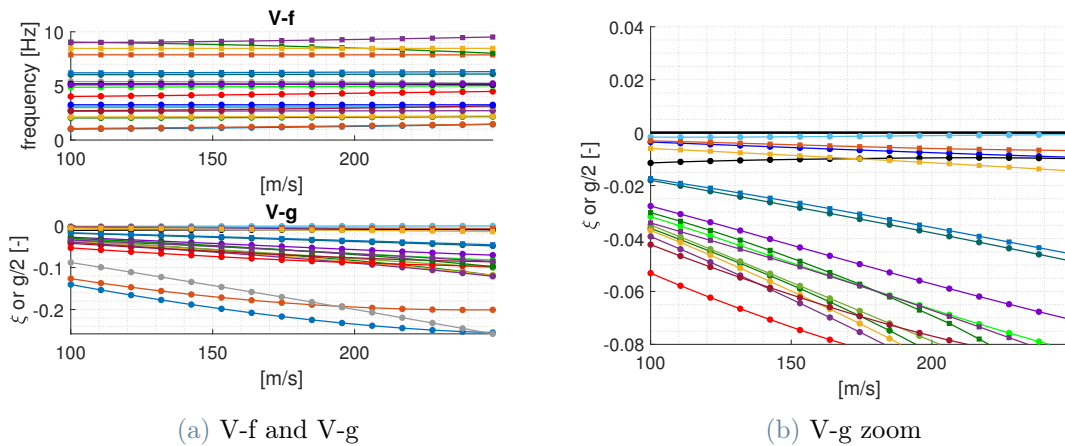 V-f
frequency [Hz]
10
5
0
100
150
200
[m/s]
V-g
ξ or g/2 [-]
0
-0.1
-0.2
100
150
200
[m/s]
(a) V-f and V-g
ξ or g/2 [-]
0.04
0.02
0
-0.02
-0.04
-0.06
-0.08
100
150
200
[m/s]
(b) V-g zoom